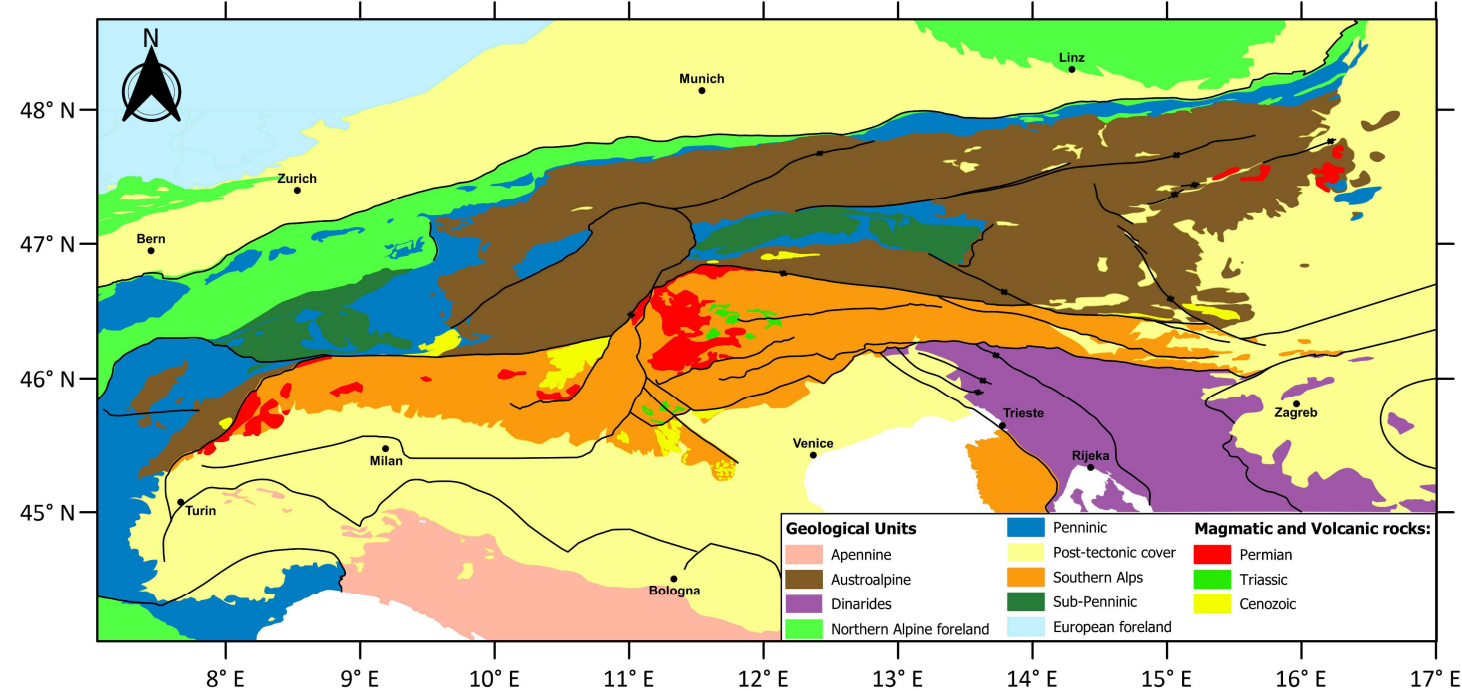 N
Linz
Munich
48° N
Zurich
Bern
47° N
46° N
Zagreb
Trieste
Venice
Milan
Rijeka
Turin
45° N
Bologna
Geological Units
Apennine
Austroalpine
Dinarides
Northern Alpine foreland
Penninic
Post-tectonic cover
Southern Alps
Sub-Penninic
European foreland
Magmatic and Volcanic rocks:
Permian
Triassic
Cenozoic
8° E 9° E 10° E 11° E 12° E 13° E 14° E 15° E 16° E 17° E